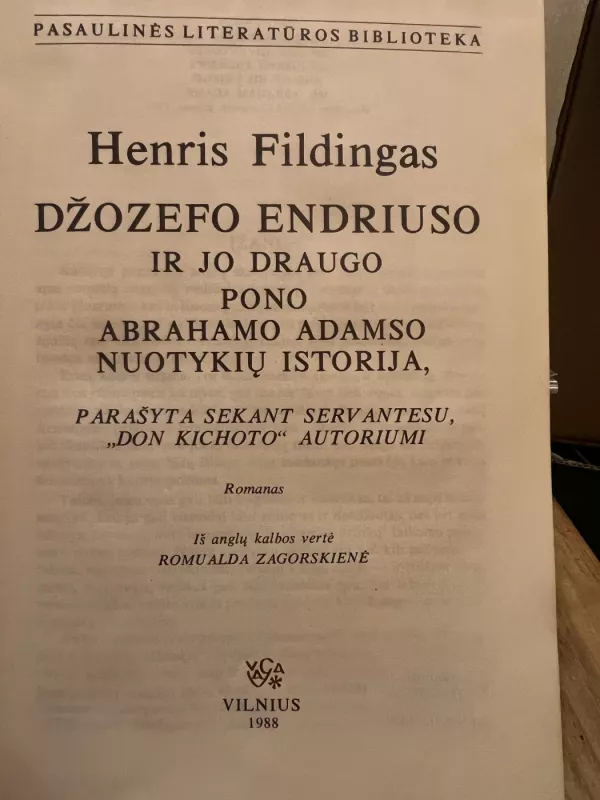 PASAULINĖS LITERATŪROS BIBLIOTEKA
Henris Fildingas
DŽOZEFO ENDRIUSO
IR JO DRAUGO
PONO
ABRAHAMO ADAMSO
NUOTYKIŲ ISTORIJA,
PARAŠYTA SEKANT SERVANTESU,
„DON KICHOTO“ AUTORIUMI
Romanas
Iš anglų kalbos vertė
ROMUALDA ZAGORSKIENĖ
VILNIUS
1988